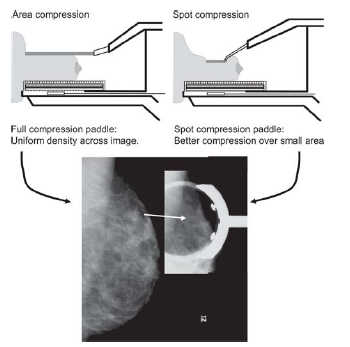 Area compression
Spot compression
Full compression paddle:
Uniform density across image.
Spot compression paddle:
Better compression over small area